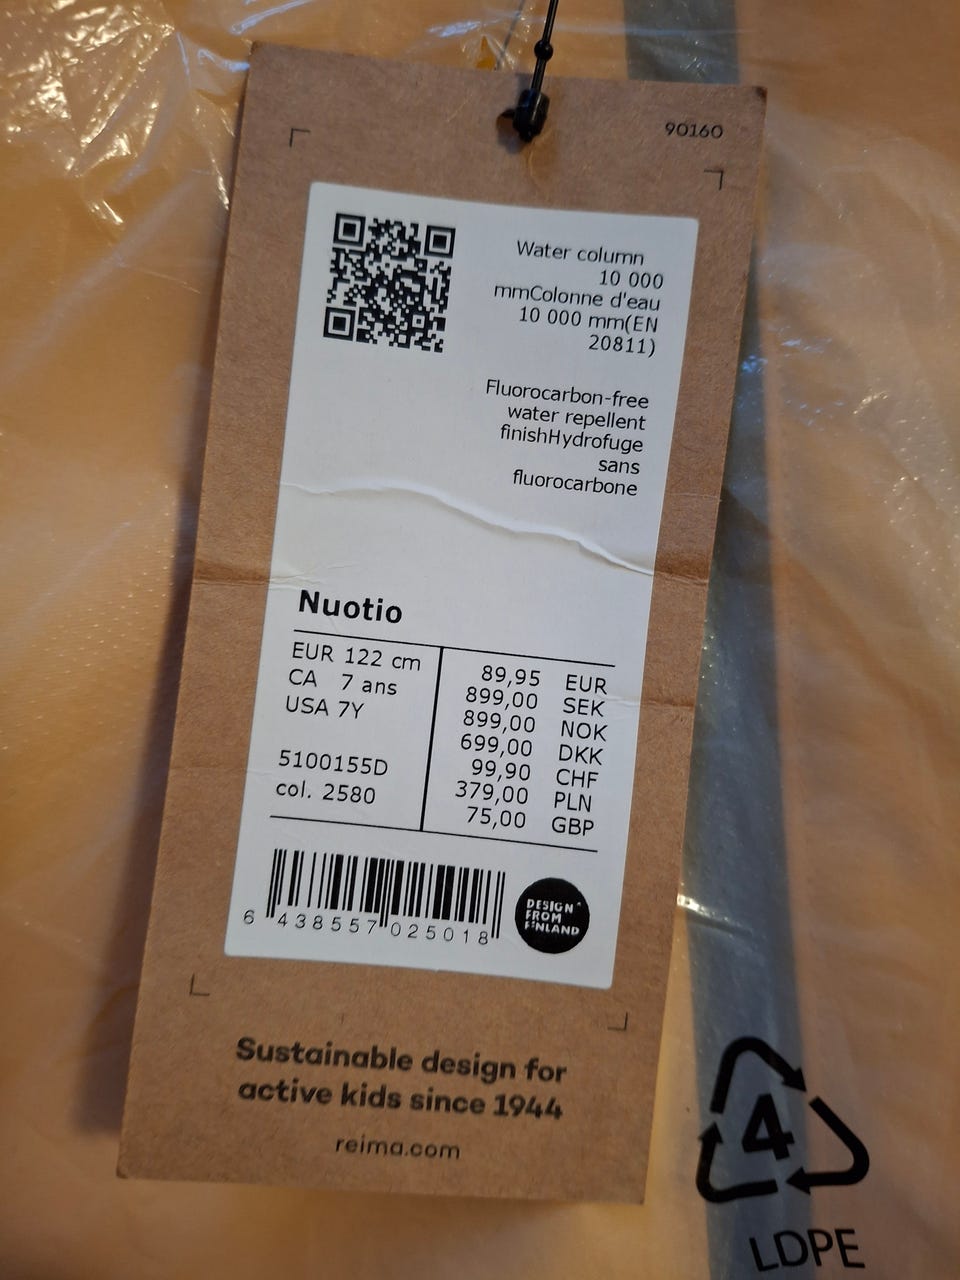 90160
Water column
10 000
mmColonne d'eau
10 000 mm(EN
20811)
Fluorocarbon-free
water repellent
finishHydrofuge
sans
fluorocarbone
Nuotio
EUR 122 cm
CA 7 ans
USA 7Y
5100155D
col. 2580
89,95 EUR
899,00 SEK
899,00 NOK
699,00 DKK
99,90 CHF
379,00 PLN
75,00 GBP
6 438557 025018
DESIGN
FROM
FINLAND
Sustainable design for
active kids since 1944
reima.com
4
LDPE